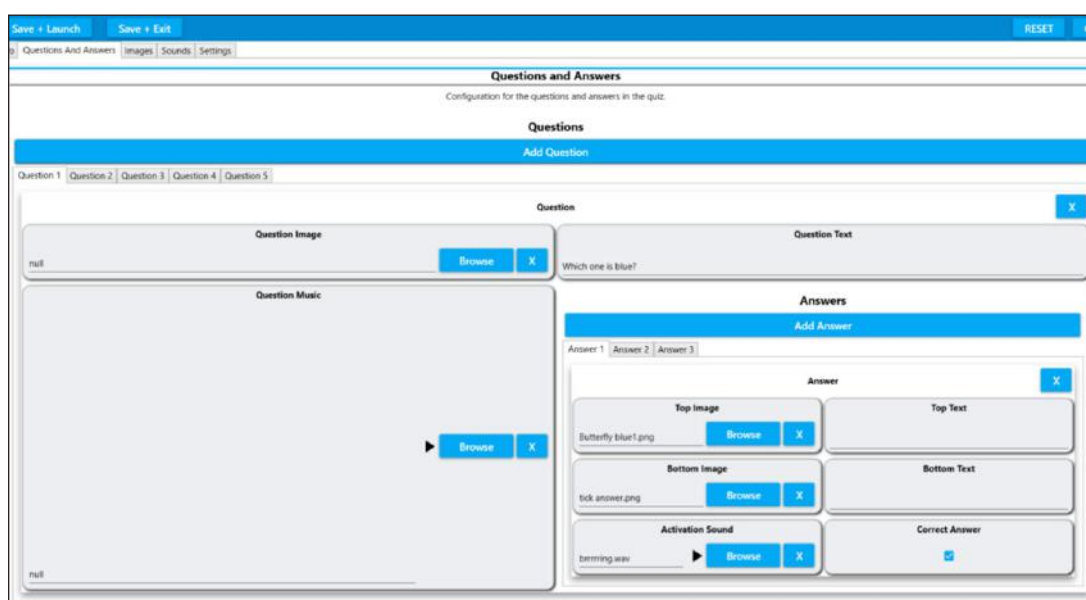 Save + Launch Save + Exit RESET
Questions And Answers Images Sounds Settings
Questions and Answers
Configuration for the questions and answers in the quiz.
Questions
Add Question
Question 1 Question 2 Question 3 Question 4 Question 5
Question X
Question Image
null Browse X
Question Text
Which one is blue?
Question Music
Browse X
null
Answers
Add Answer
Answer 1 Answer 2 Answer 3
Answer X
Top Image
Butterfly blue1.png Browse X
Top Text
Bottom Image
tick answer.png Browse X
Bottom Text
Activation Sound
Browse X
Correct Answer